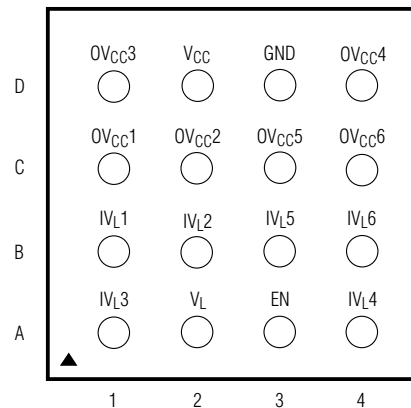 OVCC3 VCC GND OVCC4
D
OVCC1 OVCC2 OVCC5 OVCC6
C
IVL1 IVL2 IVL5 IVL6
B
IVL3 VL EN IVL4
A
1 2 3 4